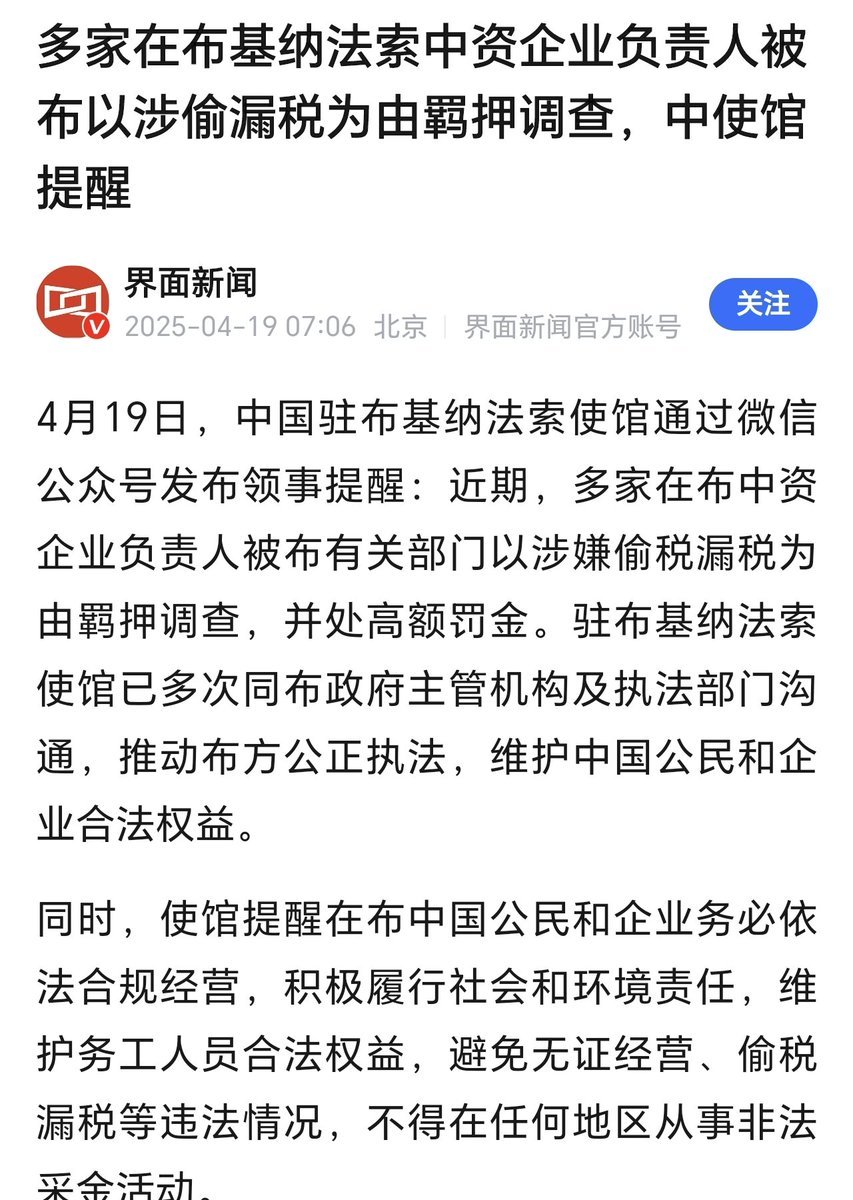 多家在布基纳法索中资企业负责人被
布以涉偷漏税为由羁押调查，中使馆
提醒
界面新闻
2025-04-19 07:06 北京 | 界面新闻官方账号
关注
4月19日，中国驻布基纳法索使馆通过微信
公众号发布领事提醒：近期，多家在布中资
企业负责人被布有关部门以涉嫌偷税漏税为
由羁押调查，并处高额罚金。驻布基纳法索
使馆已多次同布政府主管机构及执法部门沟
通，推动布方公正执法，维护中国公民和企
业合法权益。
同时，使馆提醒在布中国公民和企业务必依
法合规经营，积极履行社会和环境责任，维
护务工人员合法权益，避免无证经营、偷税
漏税等违法情况，不得在任何地区从事非法
采金活动。